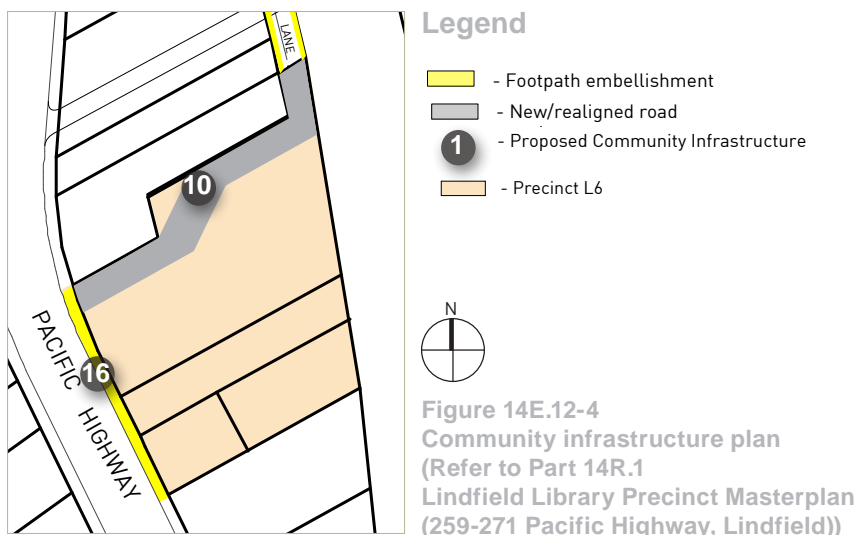 LANE
10
PACIFIC HIGHWAY
16
Legend
- Footpath embellishment
- New/realigned road
1 - Proposed Community Infrastructure
- Precinct L6
N
Figure 14E.12-4
Community infrastructure plan
(Refer to Part 14R.1
Lindfield Library Precinct Masterplan
(259-271 Pacific Highway, Lindfield))